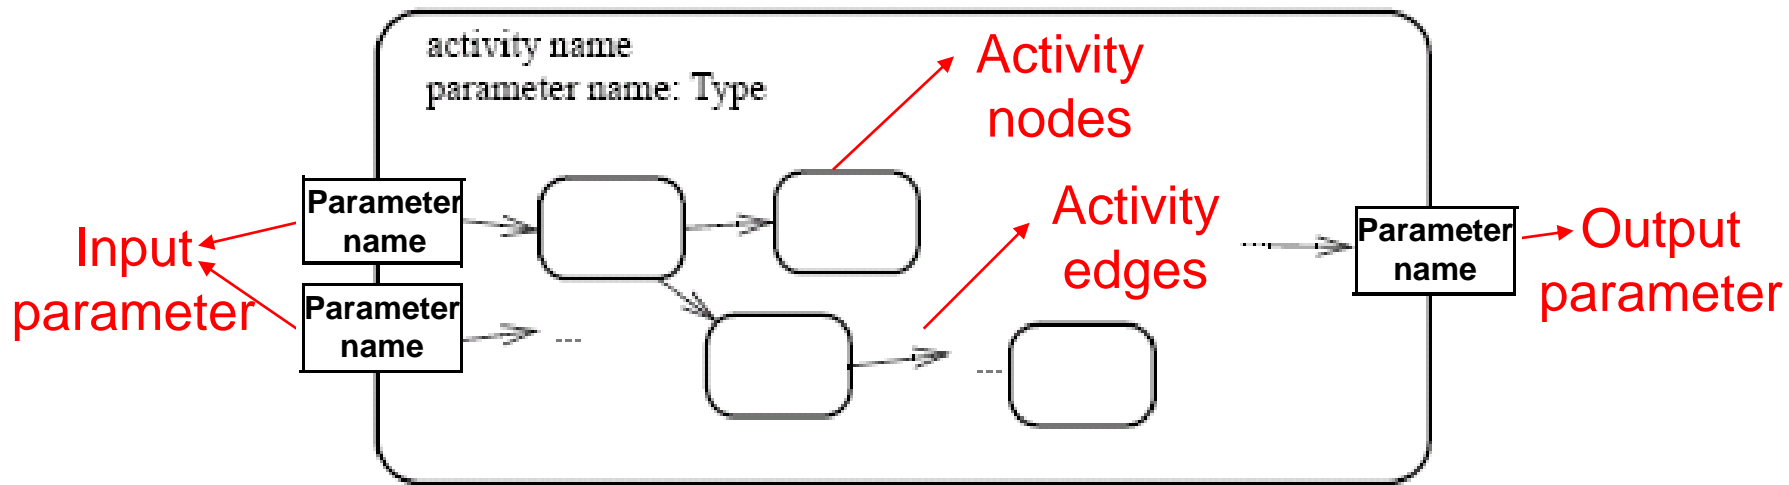 activity name
parameter name: Type
Activity
nodes
Parameter
name
Input
parameter
Parameter
name
Activity
edges
Parameter
name
Output
parameter